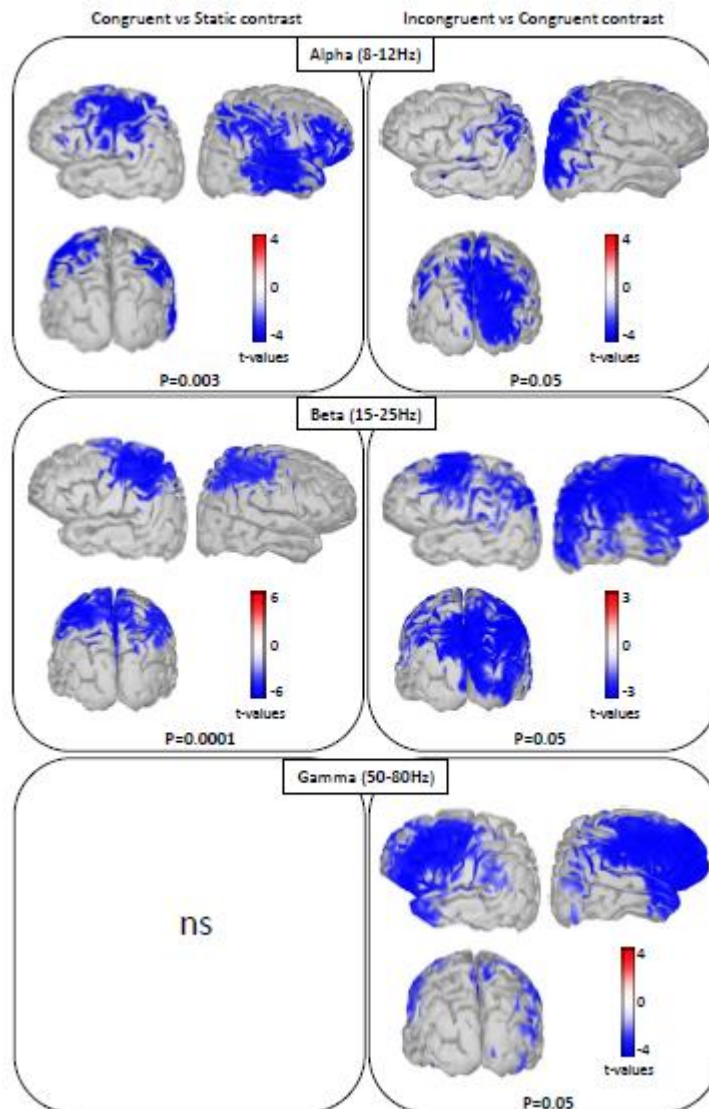 Congruent vs Static contrast
Incongruent vs Congruent contrast
Alpha (8-12Hz)
4
0
-4
t-values
P=0.003
4
0
-4
t-values
P=0.05
Beta (15-25Hz)
6
0
-6
t-values
P=0.0001
3
0
-3
t-values
P=0.05
Gamma (50-80Hz)
ns
4
0
-4
t-values
P=0.05